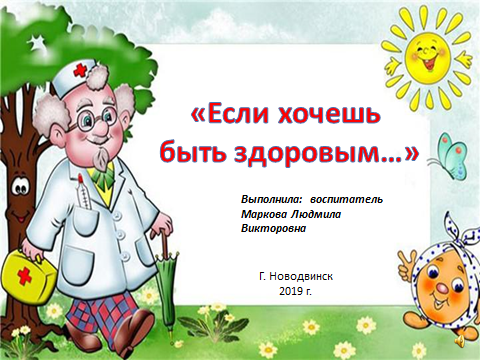 «Если хочешь
быть здоровым…»
Выполнила: воспитатель
Маркова Людмила
Викторовна
Г. Новодвинск
2019 г.